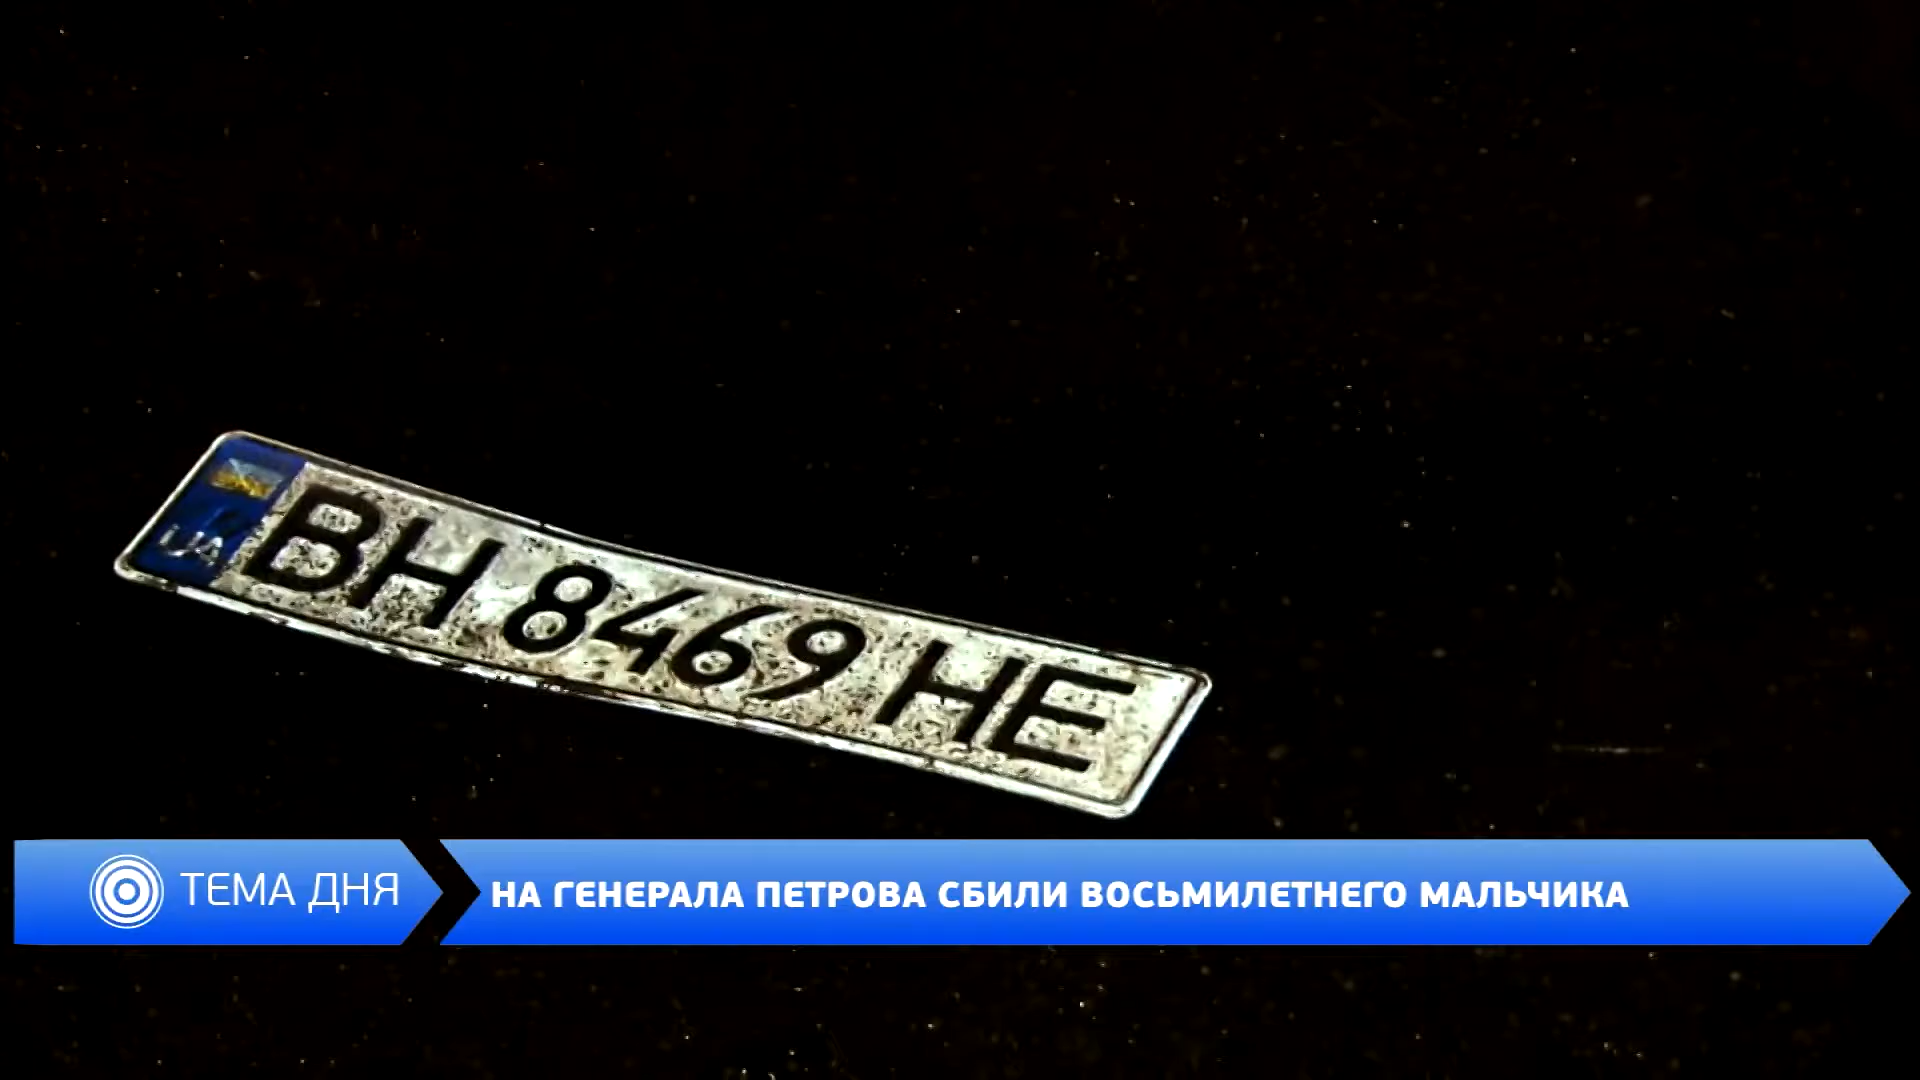 UA
BH 8469 HE
ТЕМА ДНЯ
НА ГЕНЕРАЛА ПЕТРОВА СБИЛИ ВОСЬМИЛЕТНЕГО МАЛЬЧИКА